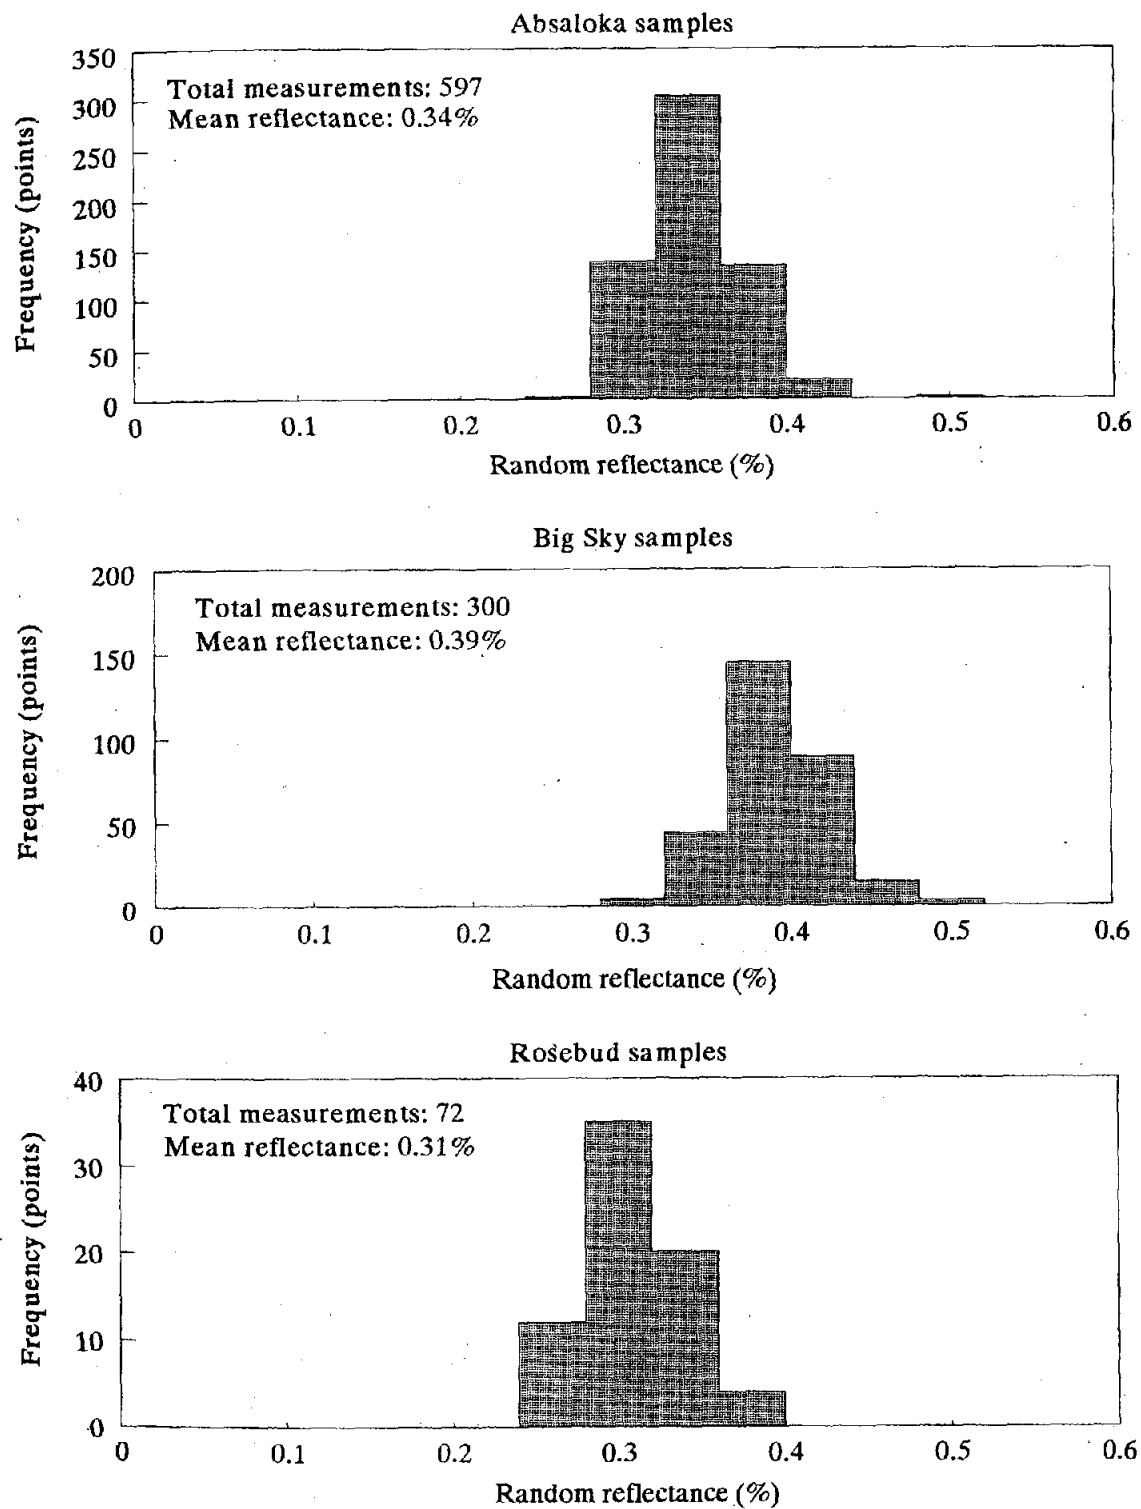 Absaloka samples
Total measurements: 597
Mean reflectance: 0.34%
Frequency (points)
350
300
250
200
150
100
50
0
0 0.1 0.2 0.3 0.4 0.5 0.6
Random reflectance (%)
Big Sky samples
Total measurements: 300
Mean reflectance: 0.39%
Frequency (points)
200
150
100
50
0
0 0.1 0.2 0.3 0.4 0.5 0.6
Random reflectance (%)
Rosebud samples
Total measurements: 72
Mean reflectance: 0.31%
Frequency (points)
40
30
20
10
0
0 0.1 0.2 0.3 0.4 0.5 0.6
Random reflectance (%)